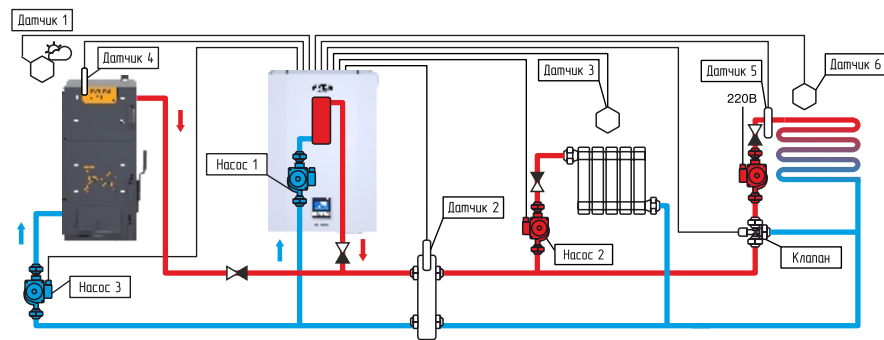 Датчик 1
Датчик 4
Датчик 3
Датчик 5
Датчик 6
220В
Насос 1
Датчик 2
Насос 2
Клапан
Насос 3